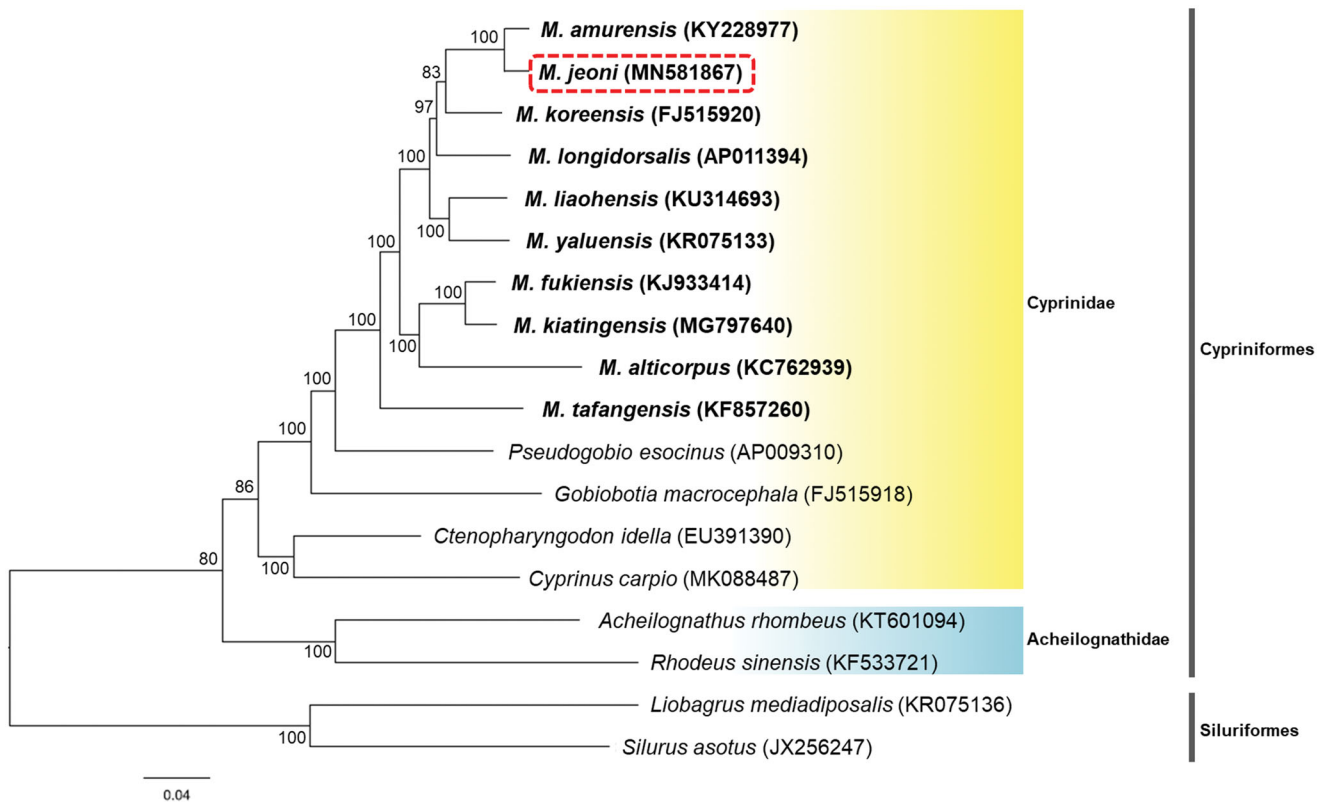 100
M. amurensis (KY228977)
83
M. jeoni (MN581867)
97
M. koreensis (FJ515920)
100
M. longidorsalis (AP011394)
M. liaohensis (KU314693)
100
100
M. yaluensis (KR075133)
100
M. fukiensis (KJ933414)
Cyprinidae
100
M. kiatingensis (MG797640)
100
Cypriniformes
M. alticorpus (KC762939)
100
M. tafangensis (KF857260)
100
Pseudogobio esocinus (AP009310)
86
Gobiobotia macrocephala (FJ515918)
Ctenopharyngodon idella (EU391390)
80
100
Cyprinus carpio (MK088487)
Acheilognathus rhombeus (KT601094)
Acheilognathidae
100
Rhodeus sinensis (KF533721)
Liobagrus mediadiposalis (KR075136)
Siluriformes
100
Silurus asotus (JX256247)
0.04